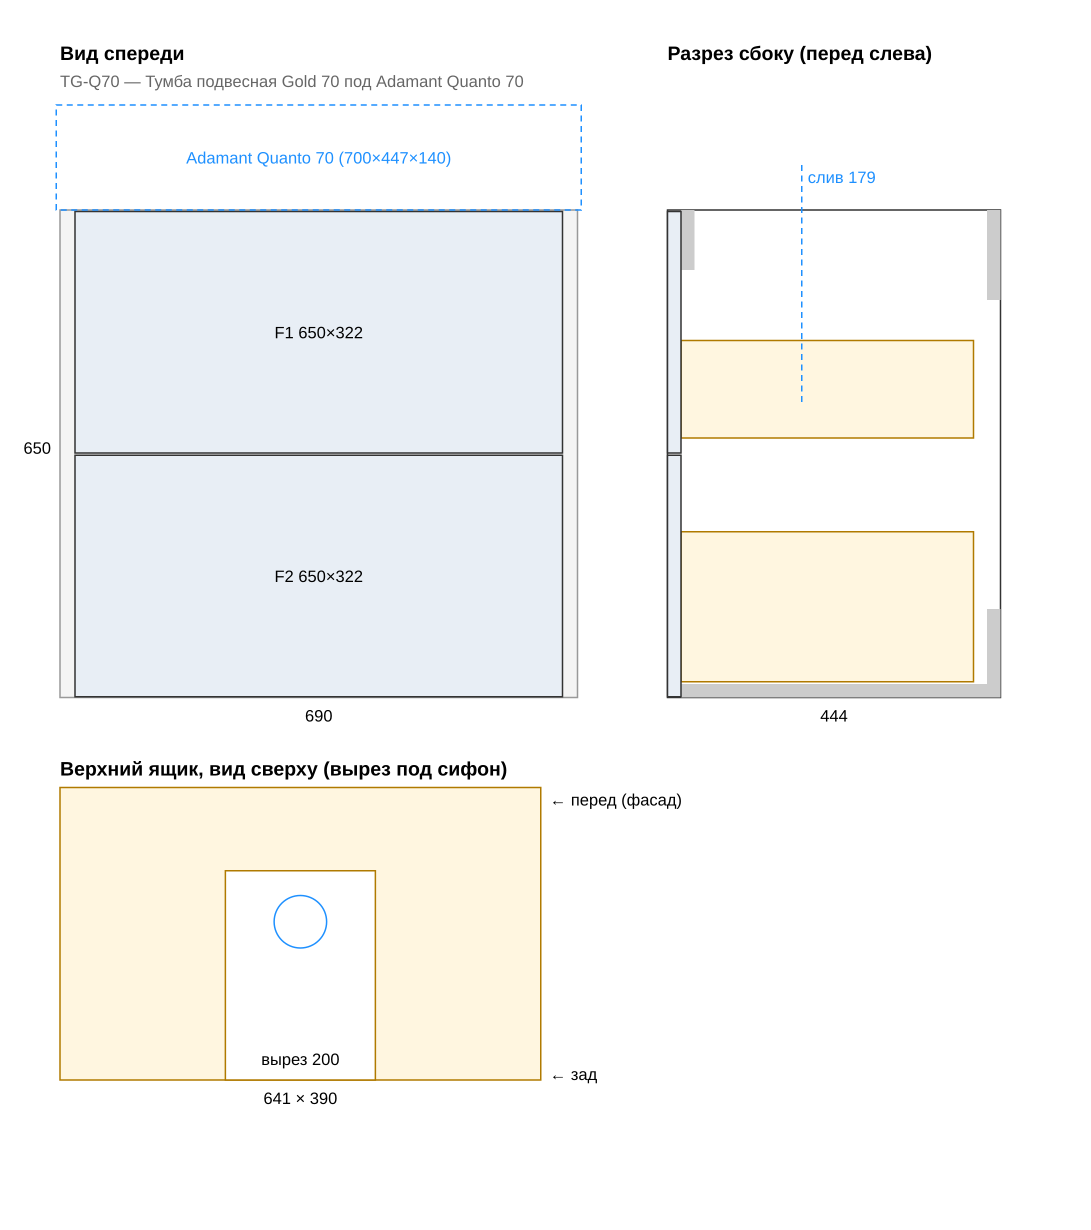 Вид спереди
TG-Q70 — Тумба подвесная Gold 70 под Adamant Quanto 70
Adamant Quanto 70 (700×447×140)
F1 650×322
650
F2 650×322
690
Разрез сбоку (перед слева)
слив 179
444
Верхний ящик, вид сверху (вырез под сифон)
← перед (фасад)
вырез 200
← зад
641 × 390